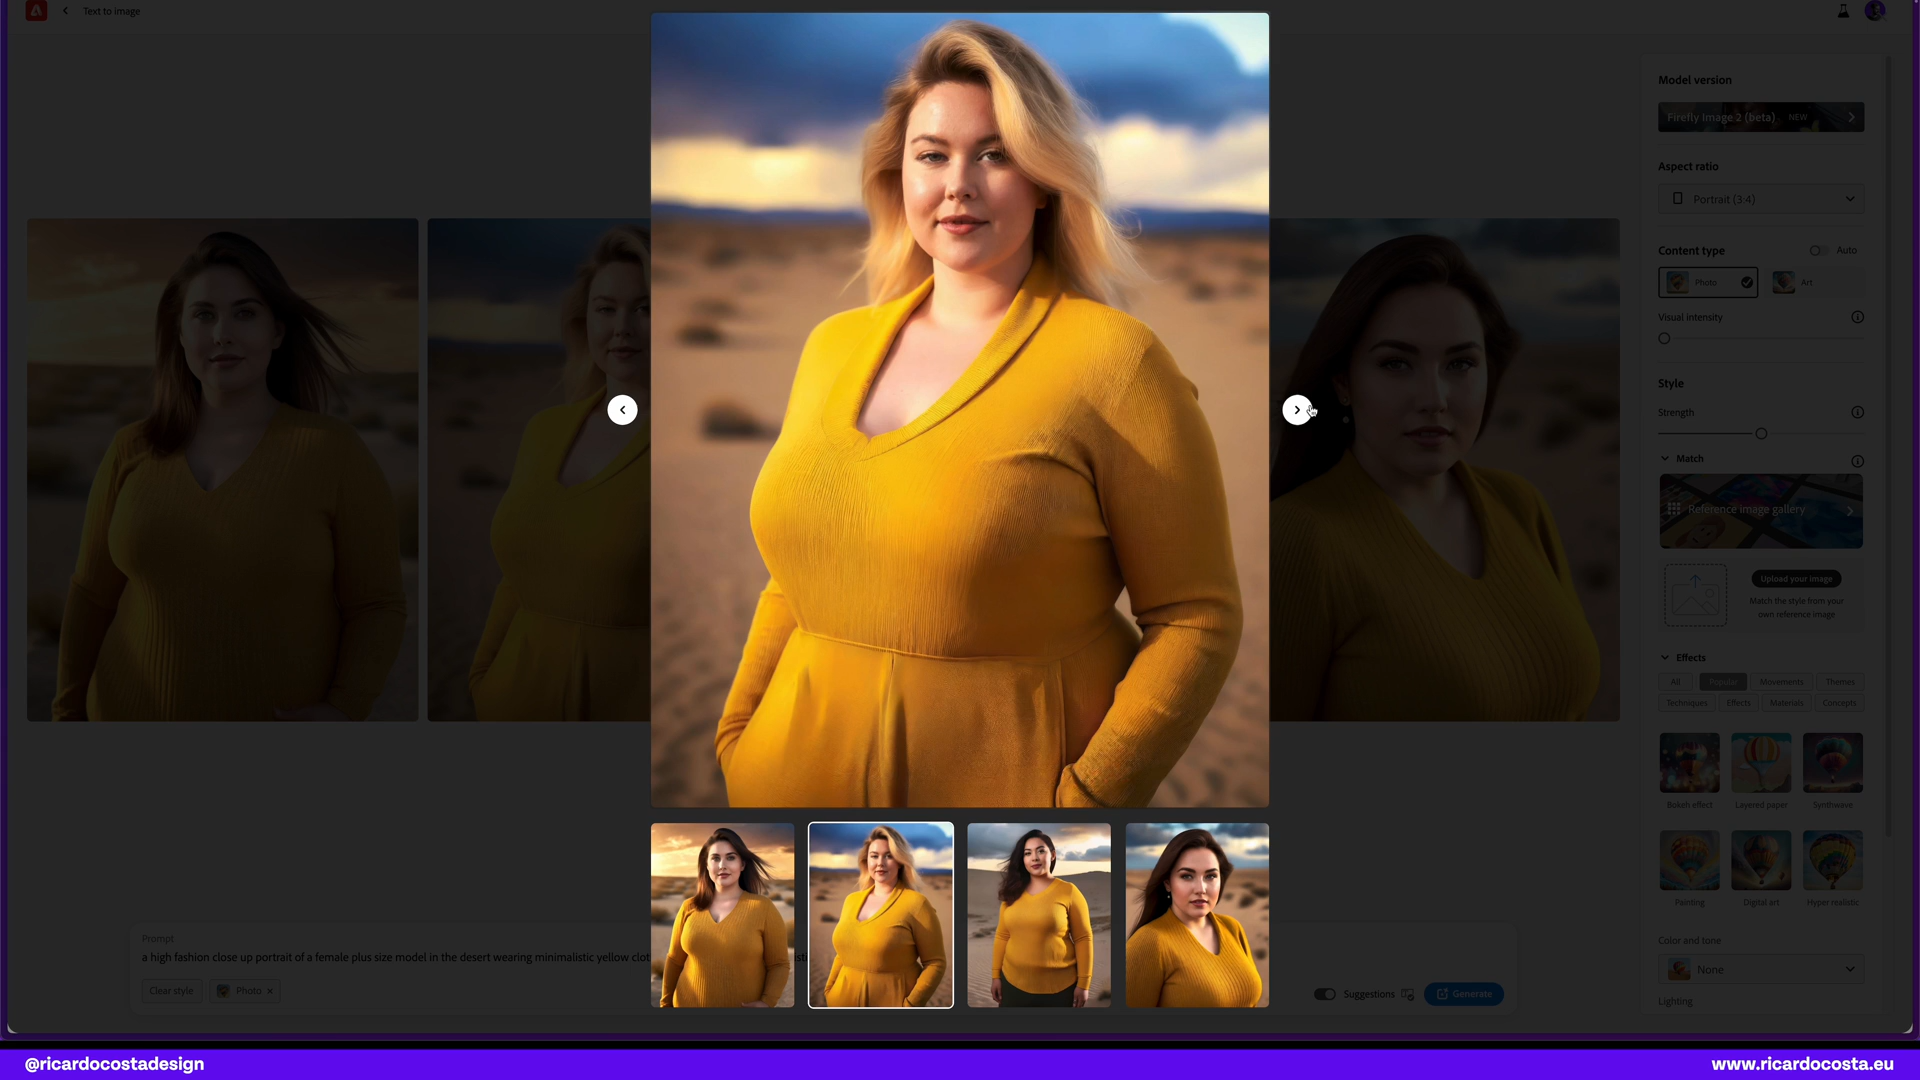 Text to image
Model version
Firefly Image 2 (beta) NEW
Aspect ratio
Portrait (3:4)
Content type
Auto
Photo
Art
Visual intensity
Style
Strength
Match
Reference image gallery
Upload your image
Match the style from your
own reference image
Effects
All Popular Movements Themes
Techniques Effects Materials Concepts
Bokeh effect Layered paper Synthwave
Painting Digital art Hyper realistic
Color and tone
None
Lighting
Prompt
a high fashion close up portrait of a female plus size model in the desert wearing minimalistic yellow clot
Clear style
Photo
Suggestions
Generate
@ricardocostadesign
www.ricardocosta.eu